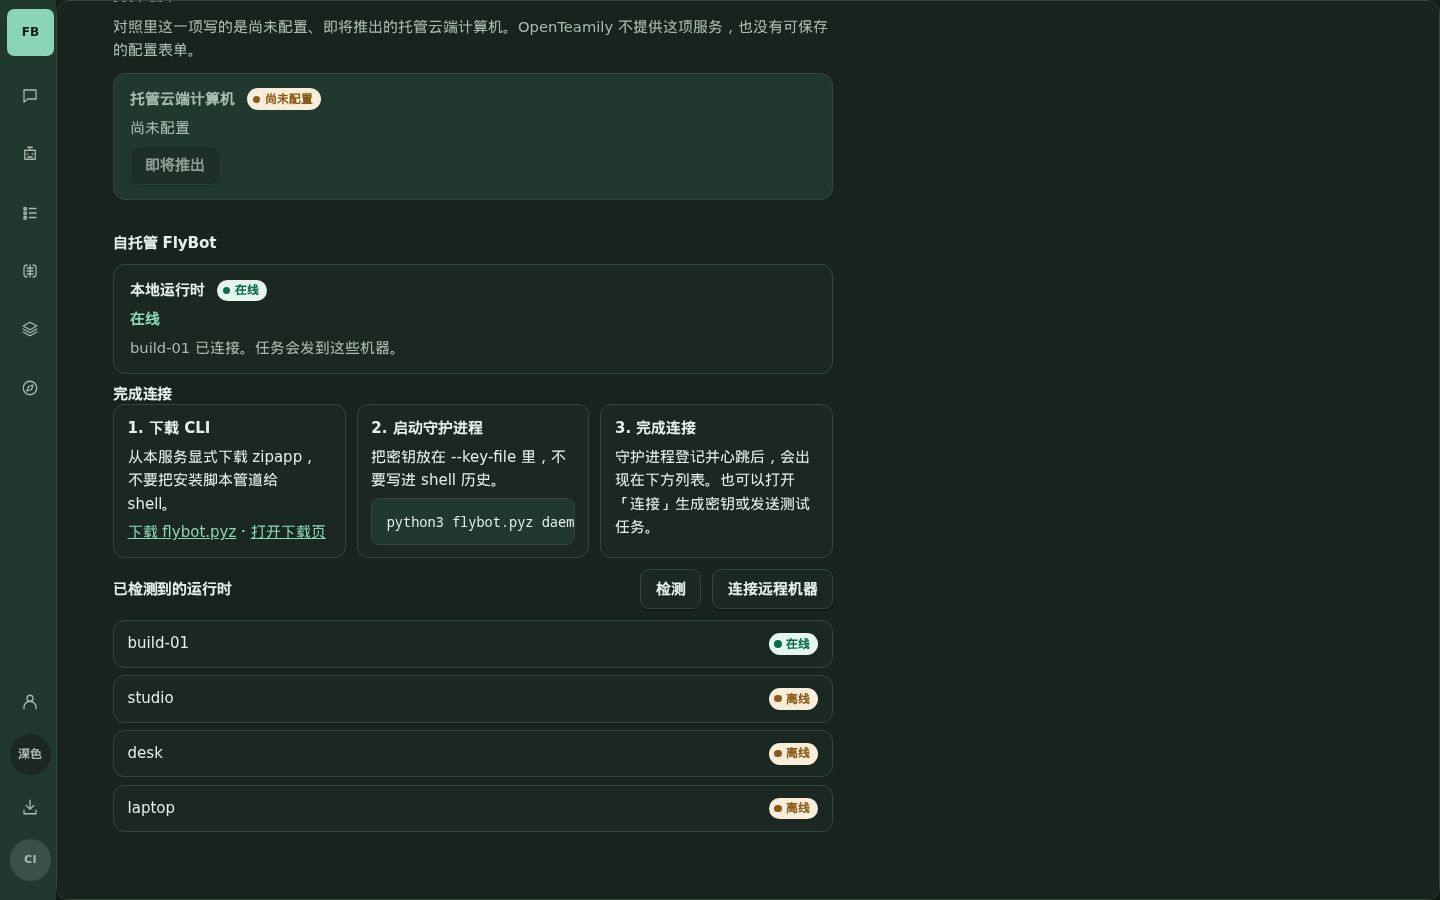 FB
对照里这一项写的是尚未配置、即将推出的托管云端计算机。OpenTeamily 不提供这项服务，也没有可保存
的配置表单。
托管云端计算机 尚未配置
尚未配置
即将推出
自托管 FlyBot
本地运行时 在线
在线
build-01 已连接。任务会发到这些机器。
完成连接
1. 下载 CLI
从本服务显式下载 zipapp，
不要把安装脚本管道给
shell。
下载 flybot.pyz · 打开下载页
2. 启动守护进程
把密钥放在 --key-file 里，不
要写进 shell 历史。
python3 flybot.pyz daem
3. 完成连接
守护进程登记并心跳后，会出
现在下方列表。也可以打开
「连接」生成密钥或发送测试
任务。
已检测到的运行时 检测 连接远程机器
build-01 在线
studio 离线
desk 离线
laptop 离线
深色
CI